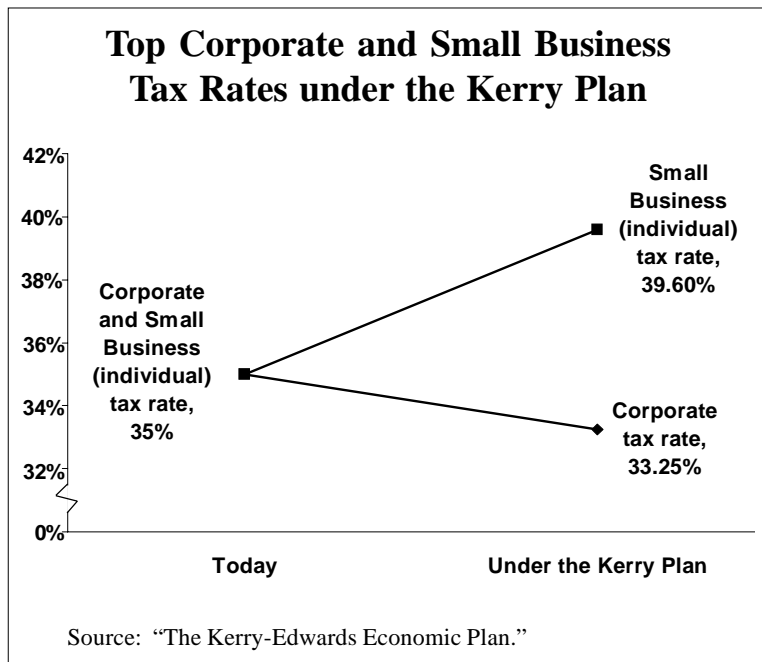 Top Corporate and Small Business
Tax Rates under the Kerry Plan
42%
40%
38%
36%
34%
32%
0%
Small
Business
(individual)
tax rate,
39.60%
Corporate
and Small
Business
(individual)
tax rate,
35%
Corporate
tax rate,
33.25%
Today
Under the Kerry Plan
Source: “The Kerry-Edwards Economic Plan.”